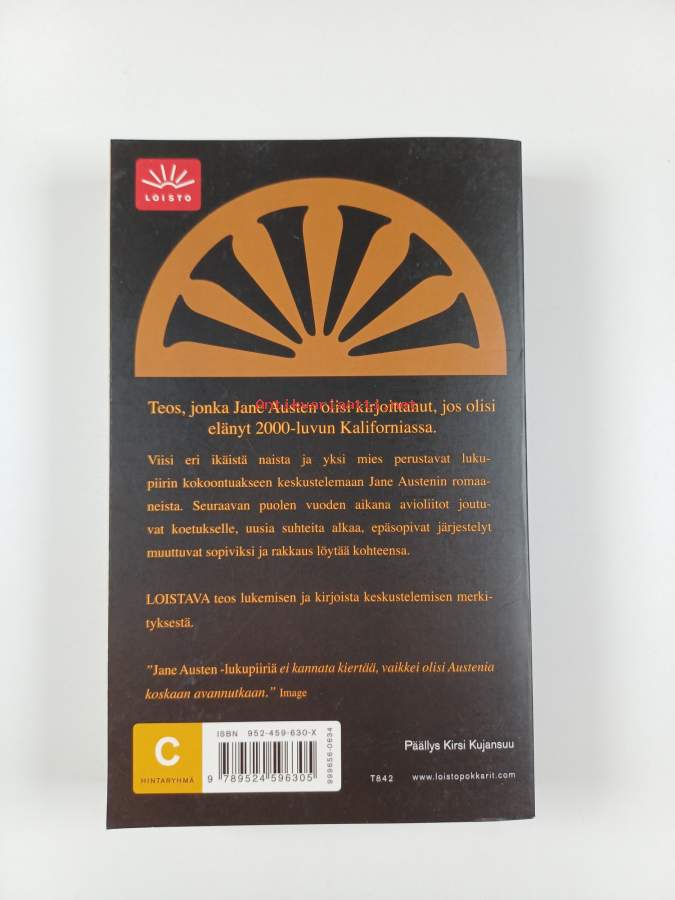 LOISTO
Teos, jonka Jane Austen olisi kirjoittanut, jos olisi
Antikvariaatti.net
elänyt 2000-luvun Kaliforniassa.
Viisi eri ikäistä naista ja yksi mies perustavat luku-
piirin kokoontuakseen keskustelemaan Jane Austenin romaa-
neista. Seuraavan puolen vuoden aikana avioliitot joutu-
vat koetukselle, uusia suhteita alkaa, epäsopivat järjestelyt
muuttuvat sopiviksi ja rakkaus löytää kohteensa.
LOISTAVA teos lukemisen ja kirjoista keskustelemisen merki-
tyksestä.
”Jane Austen -lukupiiriä ei kannata kiertää, vaikkei olisi Austenia
koskaan avannutkaan.” Image
C
HINTARYHMÄ
ISBN 952-459-630-X
9 789524 596305
999656-0634
Päällys Kirsi Kujansuu
T842 www.loistopokkarit.com